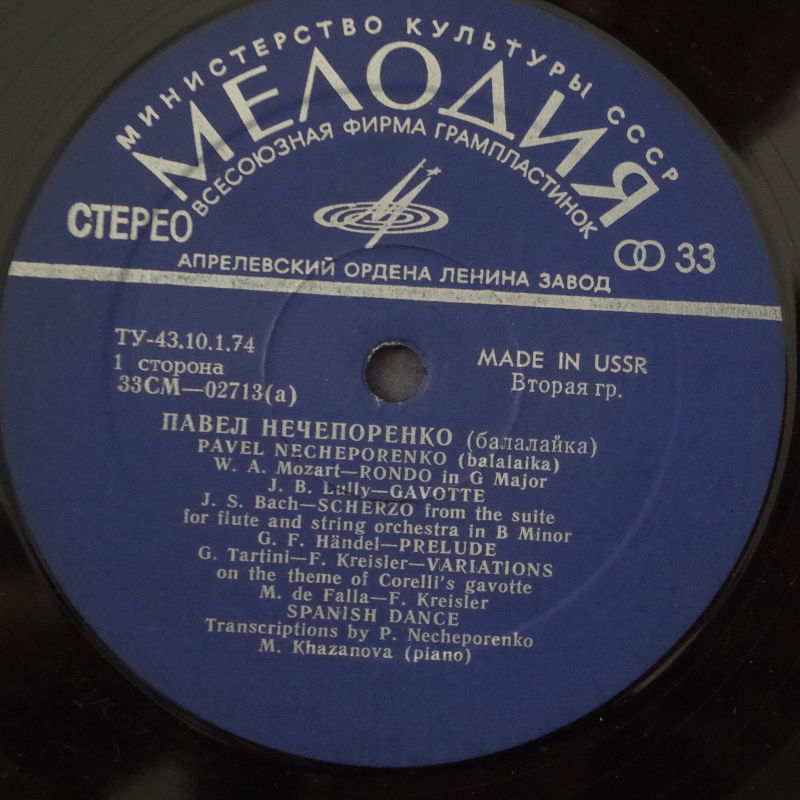 МИНИСТЕРСТВО КУЛЬТУРЫ СССР
МЕЛОДИЯ
ВСЕСОЮЗНАЯ ФИРМА ГРАМПЛАСТИНОК
СТЕРЕО
33
АПРЕЛЕВСКИЙ ОРДЕНА ЛЕНИНА ЗАВОД
ТУ-43.10.1.74
1 сторона
33СМ—02713(а)
MADE IN USSR
Вторая гр.
ПАВЕЛ НЕЧЕПОРЕНКО (балалайка)
PAVEL NECHEPORENKO (balalaika)
W. A. Mozart—RONDO in G Major
J. B. Lully—GAVOTTE
J. S. Bach—SCHERZO from the suite
for flute and string orchestra in B Minor
G. F. Händel—PRELUDE
G. Tartini—F. Kreisler—VARIATIONS
on the theme of Corelli's gavotte
M. de Falla—F. Kreisler
SPANISH DANCE
Transcriptions by P. Necheporenko
M. Khazanova (piano)